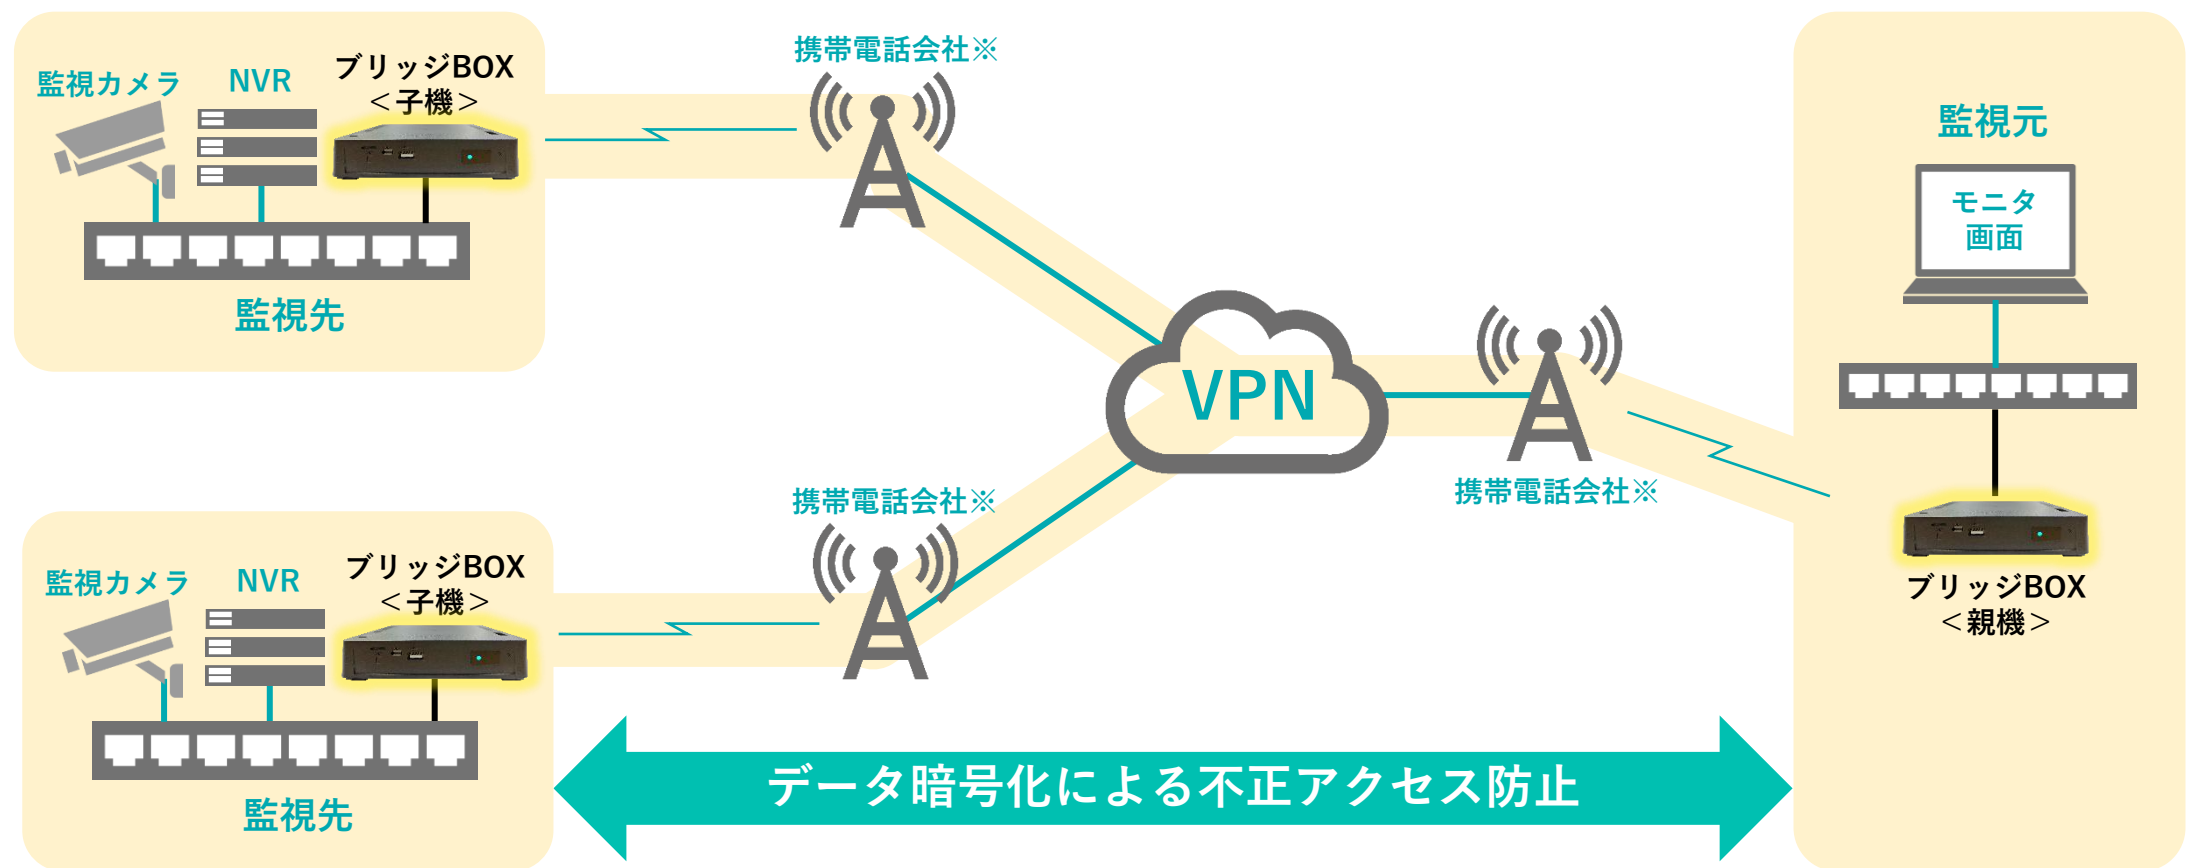 監視カメラ
NVR
ブリッジBOX
＜子機＞
監視先
携帯電話会社※
VPN
携帯電話会社※
監視元
モニタ
画面
ブリッジBOX
＜親機＞
監視カメラ
NVR
ブリッジBOX
＜子機＞
監視先
携帯電話会社※
データ暗号化による不正アクセス防止